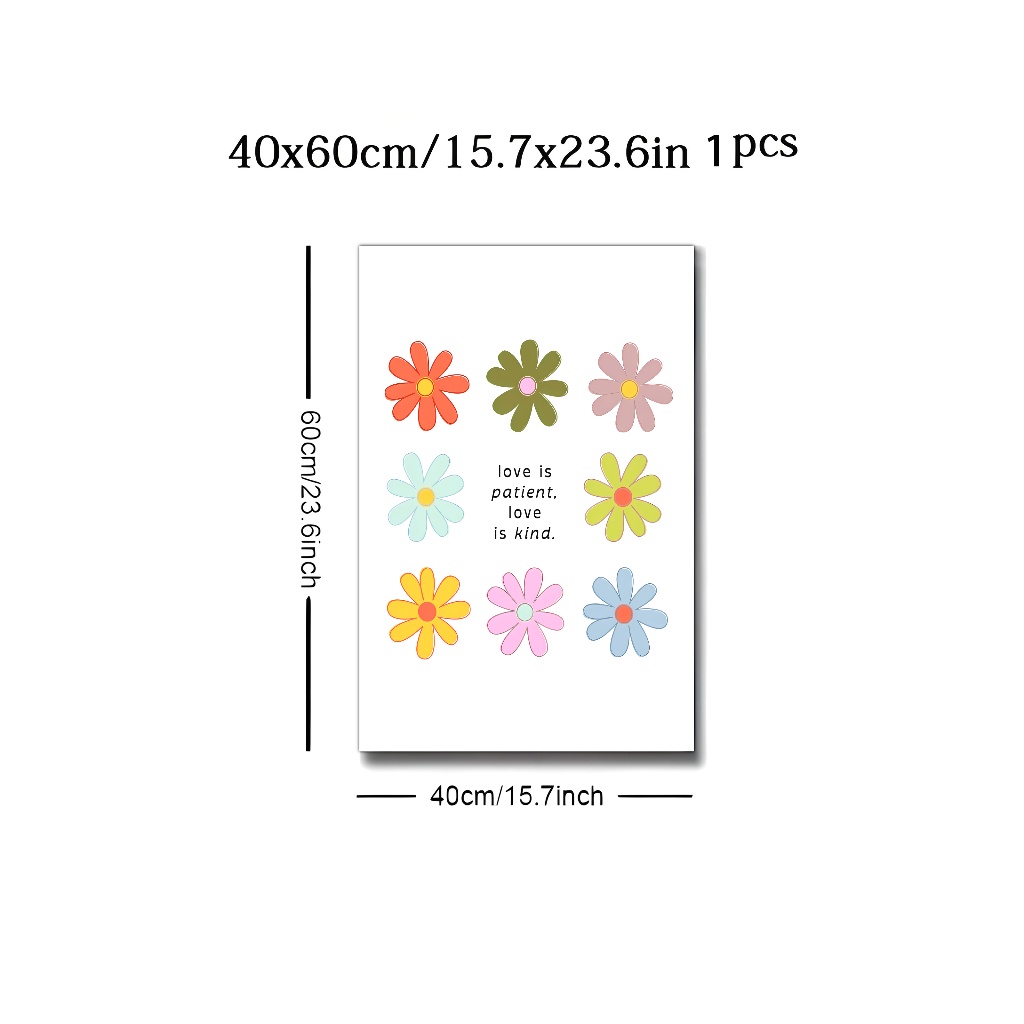 40x60cm/15.7x23.6in 1pcs
60cm/23.6inch
love is
patient,
love
is kind.
40cm/15.7inch